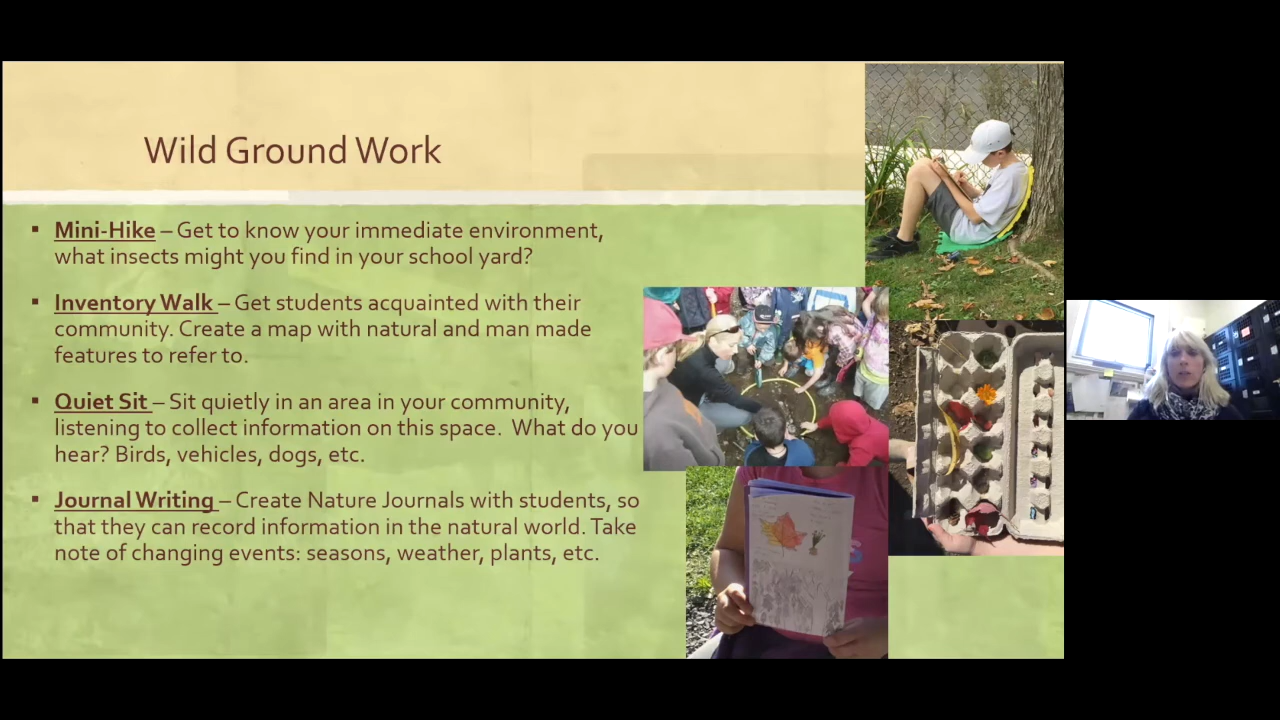 Wild Ground Work
▪ Mini-Hike – Get to know your immediate environment,
what insects might you find in your school yard?
▪ Inventory Walk – Get students acquainted with their
community. Create a map with natural and man made
features to refer to.
▪ Quiet Sit – Sit quietly in an area in your community,
listening to collect information on this space. What do you
hear? Birds, vehicles, dogs, etc.
▪ Journal Writing – Create Nature Journals with students, so
that they can record information in the natural world. Take
note of changing events: seasons, weather, plants, etc.